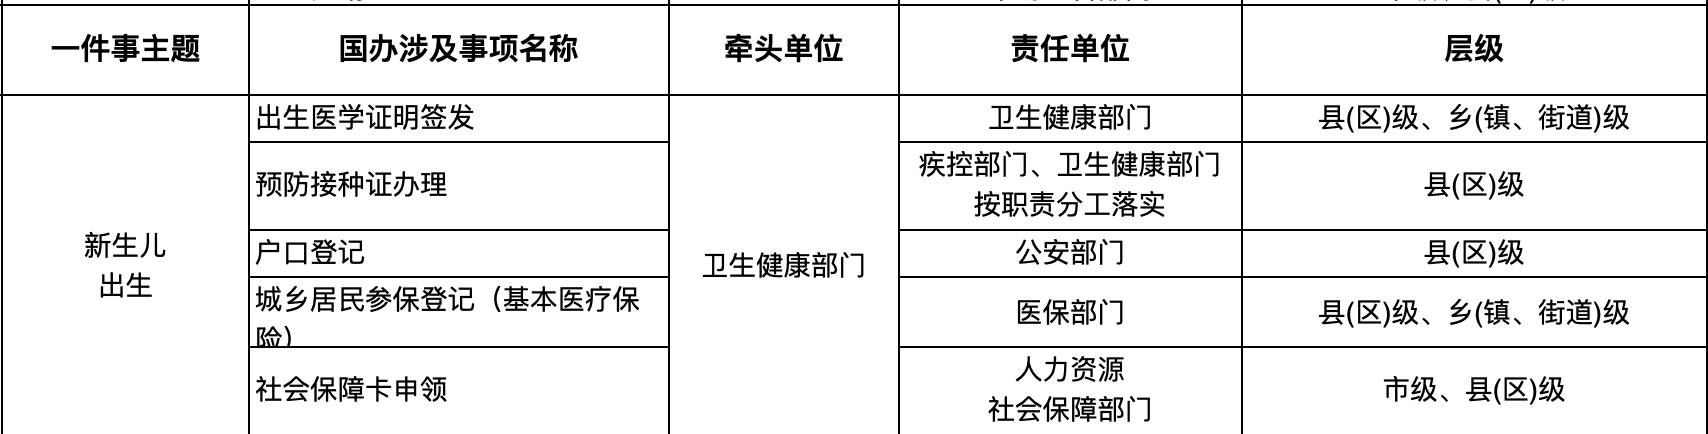 一件事主题
国办涉及事项名称
牵头单位
责任单位
层级
新生儿
出生
出生医学证明签发
卫生健康部门
卫生健康部门
县(区)级、乡(镇、街道)级
预防接种证办理
疾控部门、卫生健康部门
按职责分工落实
县(区)级
户口登记
公安部门
县(区)级
城乡居民参保登记（基本医疗保
险）
医保部门
县(区)级、乡(镇、街道)级
社会保障卡申领
人力资源
社会保障部门
市级、县(区)级